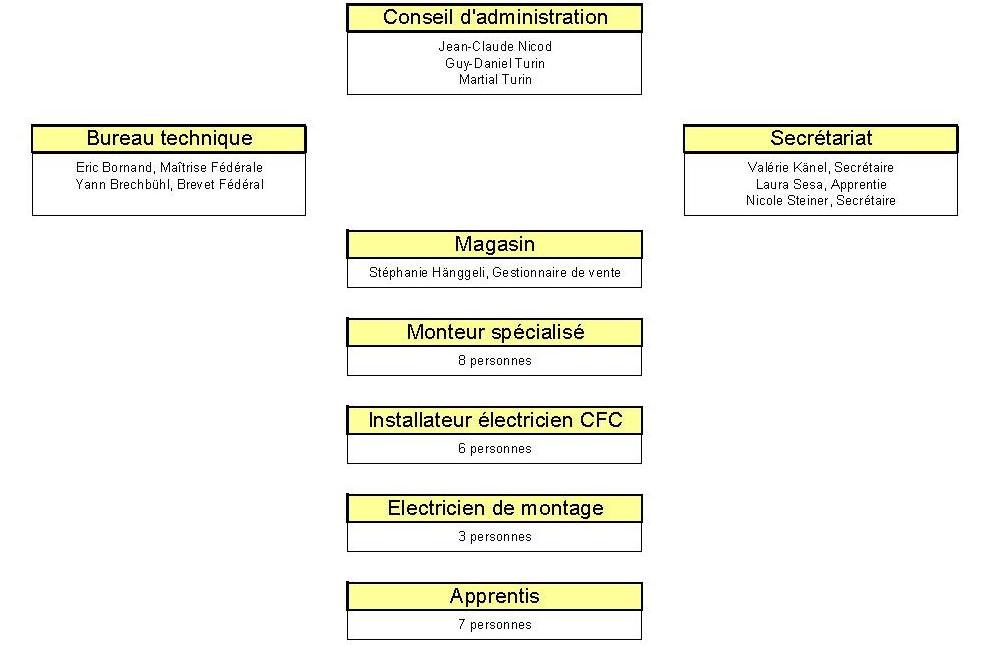 Conseil d'administration
Jean-Claude Nicod
Guy-Daniel Turin
Martial Turin
Bureau technique
Eric Bornand, Maîtrise Fédérale
Yann Brechbühl, Brevet Fédéral
Secrétariat
Valérie Känel, Secrétaire
Laura Sesa, Apprentie
Nicole Steiner, Secrétaire
Magasin
Stéphanie Hänggeli, Gestionnaire de vente
Monteur spécialisé
8 personnes
Installateur électricien CFC
6 personnes
Electricien de montage
3 personnes
Apprentis
7 personnes